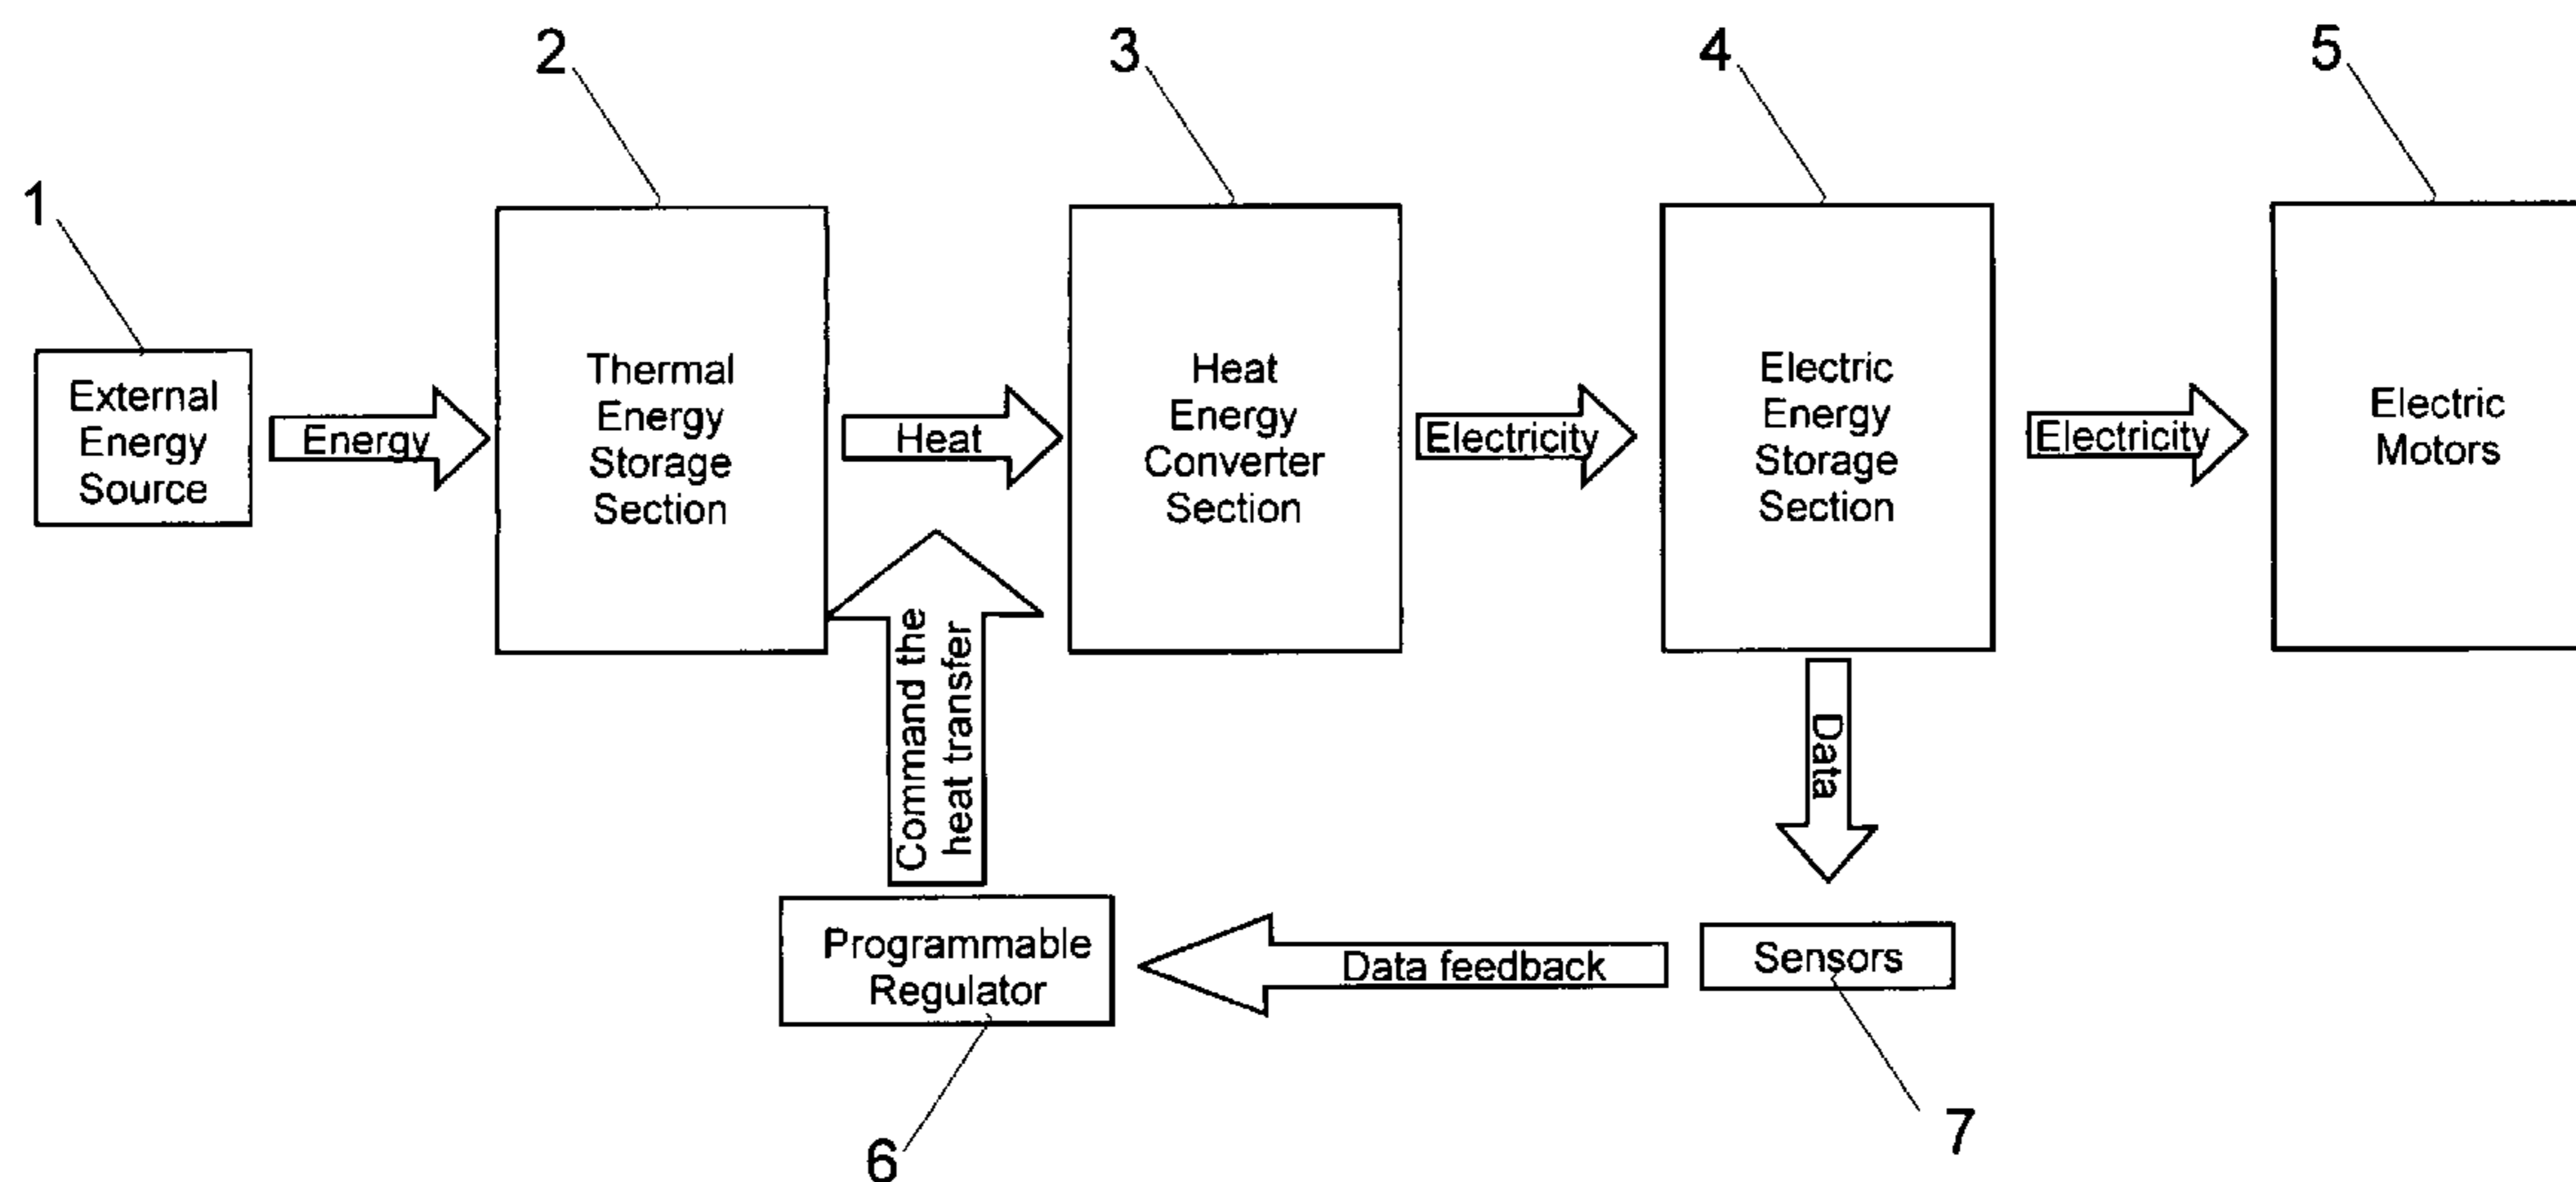 1
2
3
4
5
External
Energy
Source
Energy
Thermal
Energy
Storage
Section
Heat
Heat
Energy
Converter
Section
Electricity
Electric
Energy
Storage
Section
Electricity
Electric
Motors
Command the
heat transfer
Data
Programmable
Regulator
Data feedback
Sensors
6
7